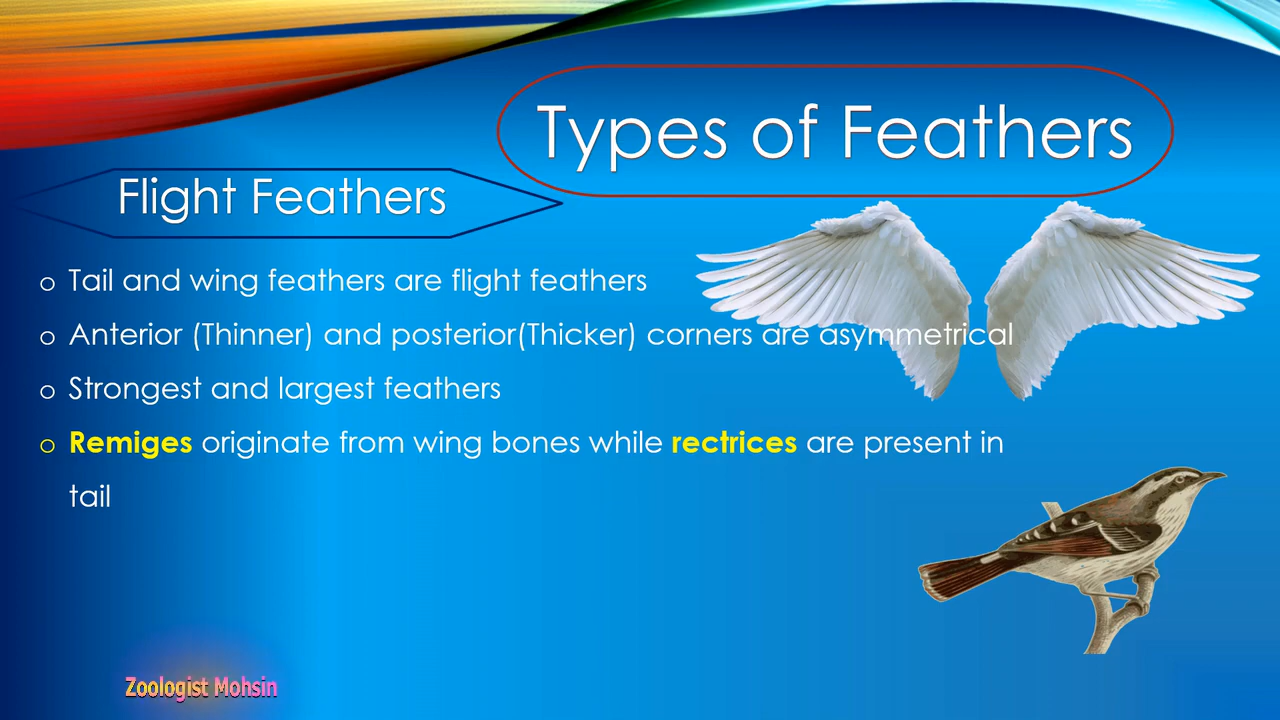 Types of Feathers
Flight Feathers
o Tail and wing feathers are flight feathers
o Anterior (Thinner) and posterior(Thicker) corners are asymmetrical
o Strongest and largest feathers
o Remiges originate from wing bones while rectrices are present in
tail
Zoologist Mohsin